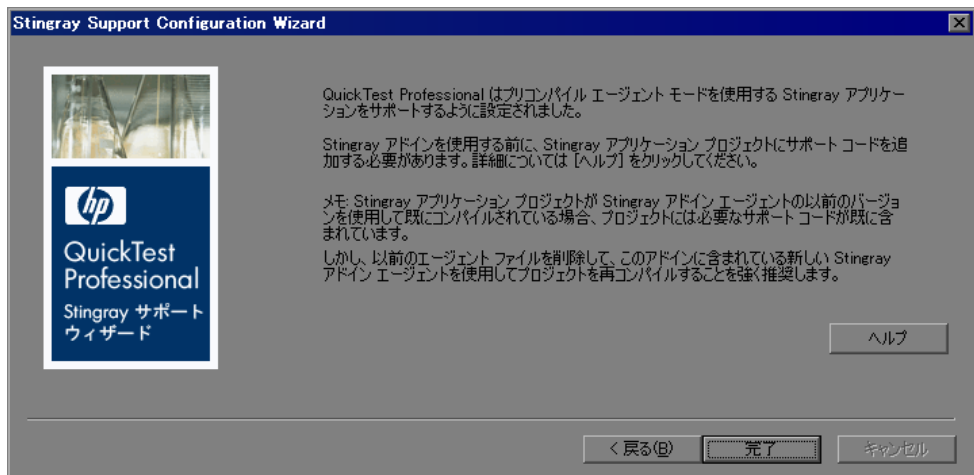 Stingray Support Configuration Wizard
QuickTest Professional はプリコンパイル エージェント モードを使用する Stingray アプリケー
ションをサポートするように設定されました。
Stingray アドインを使用する前に、Stingray アプリケーション プロジェクトにサポート コードを追
加する必要があります。詳細については [ヘルプ] をクリックしてください。
メモ: Stingray アプリケーション プロジェクトが Stingray アドイン エージェントの以前のバージョ
ンを使用して既にコンパイルされている場合、プロジェクトには必要なサポート コードが既に含
まれています。
しかし、以前のエージェント ファイルを削除して、このアドインに含まれている新しい Stingray
アドイン エージェントを使用してプロジェクトを再コンパイルすることを強く推奨します。
hp
QuickTest
Professional
Stingray サポート
ウィザード
ヘルプ
< 戻る(B)
完了
キャンセル